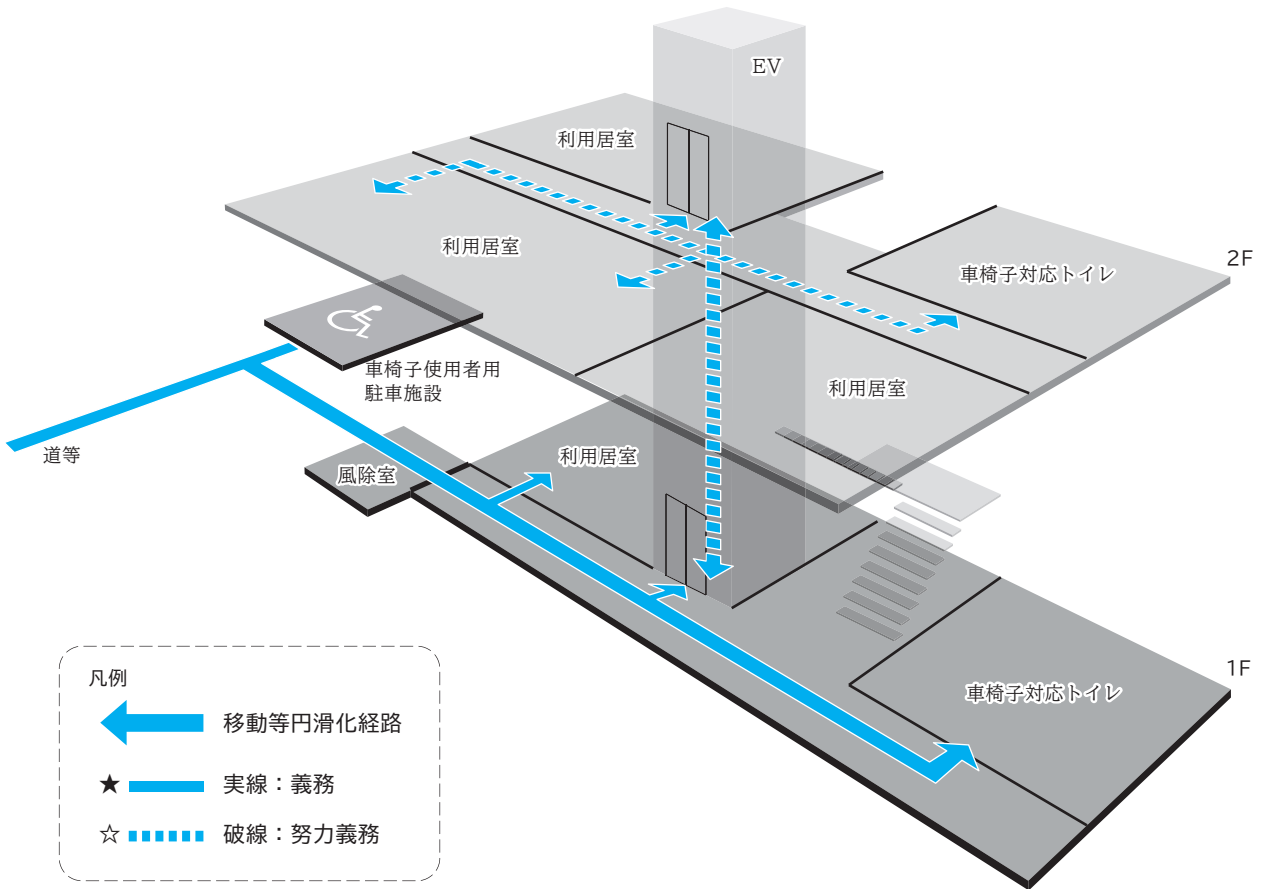 EV
利用居室
利用居室
車椅子対応トイレ
2F
車椅子使用者用
駐車施設
利用居室
道等
風除室
利用居室
1F
車椅子対応トイレ
凡例
移動等円滑化経路
★ 実線：義務
☆ 破線：努力義務